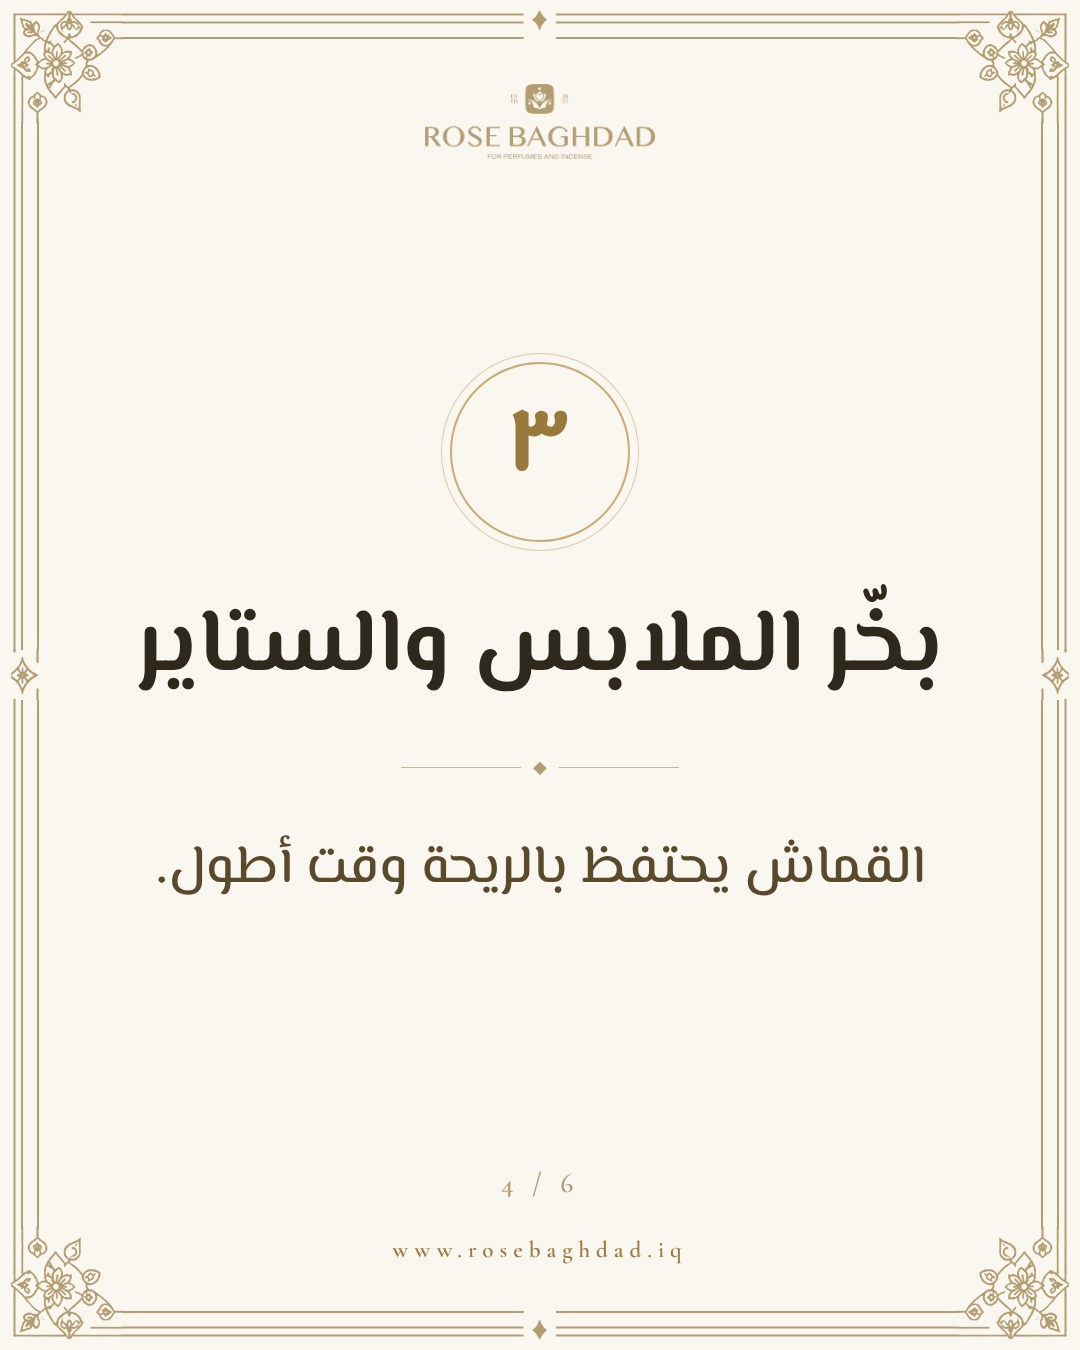 ROSE BAGHDAD
FOR PERFUMES AND INCENSE
٣
بخّر الملابس والستاير
القماش يحتفظ بالريحة وقت أطول.
4 / 6
www.rosebaghdad.iq